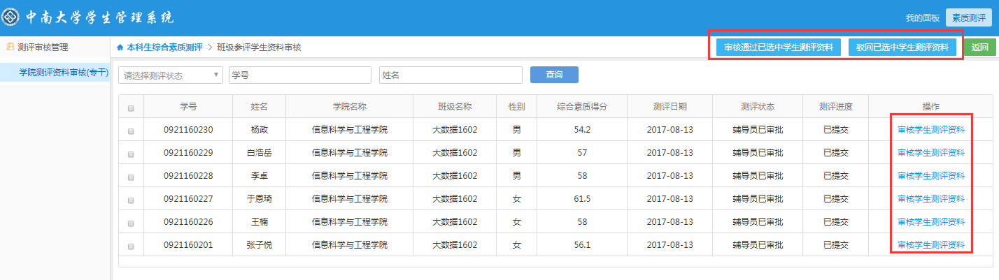 中南大学学生管理系统
我的面板 素质测评
测评审核管理
学院测评资料审核(专干)
本科生综合素质测评 > 班级参评学生资料审核
审核通过已选中学生测评资料 驳回已选中学生测评资料 返回
请选择测评状态 学号 姓名 查询
学号 姓名 学院名称 班级名称 性别 综合素质得分 测评日期 测评状态 测评进度 操作
0921160230 杨政 信息科学与工程学院 大数据1602 男 54.2 2017-08-13 辅导员已审批 已提交 审核学生测评资料
0921160229 白浩岳 信息科学与工程学院 大数据1602 男 57 2017-08-13 辅导员已审批 已提交 审核学生测评资料
0921160228 李卓 信息科学与工程学院 大数据1602 男 58 2017-08-13 辅导员已审批 已提交 审核学生测评资料
0921160227 于恩琦 信息科学与工程学院 大数据1602 女 61.5 2017-08-13 辅导员已审批 已提交 审核学生测评资料
0921160226 王楠 信息科学与工程学院 大数据1602 女 58 2017-08-13 辅导员已审批 已提交 审核学生测评资料
0921160201 张子悦 信息科学与工程学院 大数据1602 女 56.1 2017-08-13 辅导员已审批 已提交 审核学生测评资料